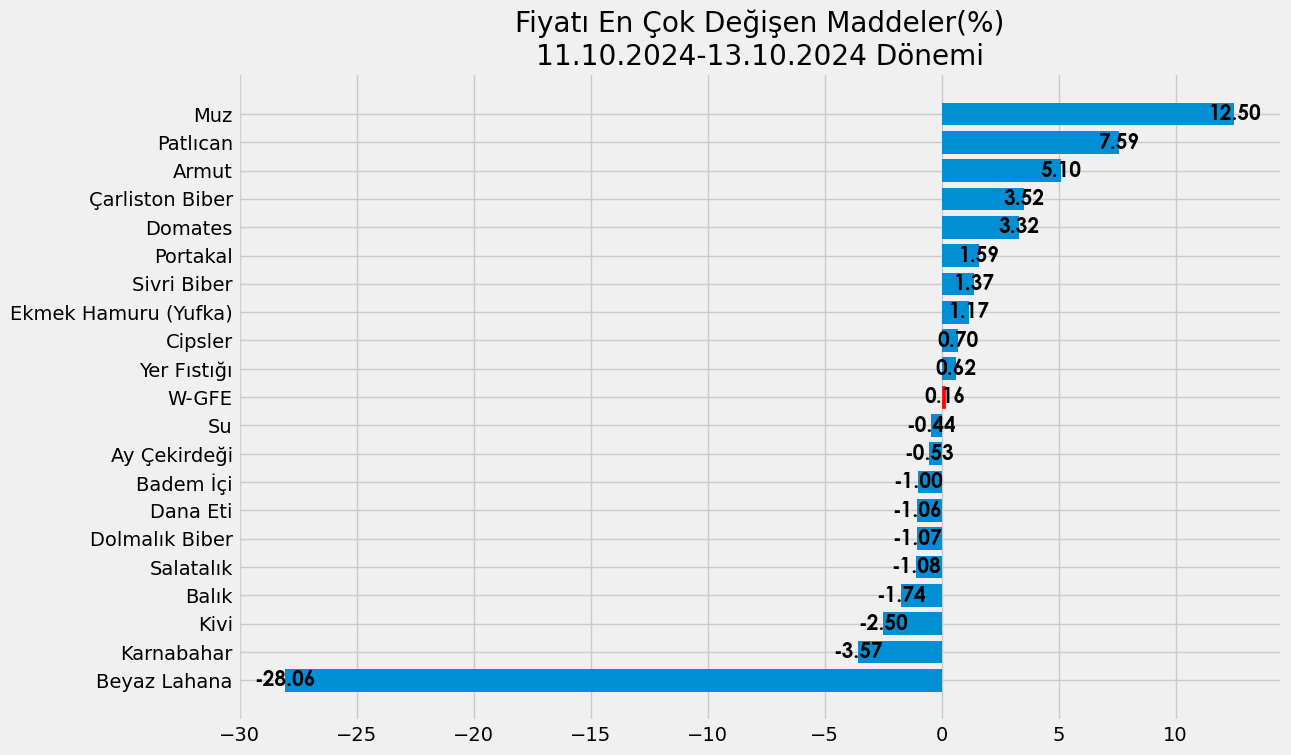 Fiyatı En Çok Değişen Maddeler(%)
11.10.2024-13.10.2024 Dönemi
Muz 12.50
Patlıcan 7.59
Armut 5.10
Çarliston Biber 3.52
Domates 3.32
Portakal 1.59
Sivri Biber 1.37
Ekmek Hamuru (Yufka) 1.17
Cipsler 0.70
Yer Fıstığı 0.62
W-GFE 0.16
Su -0.44
Ay Çekirdeği -0.53
Badem İçi -1.00
Dana Eti -1.06
Dolmalık Biber -1.07
Salatalık -1.08
Balık -1.74
Kivi -2.50
Karnabahar -3.57
Beyaz Lahana -28.06
−30 −25 −20 −15 −10 −5 0 5 10